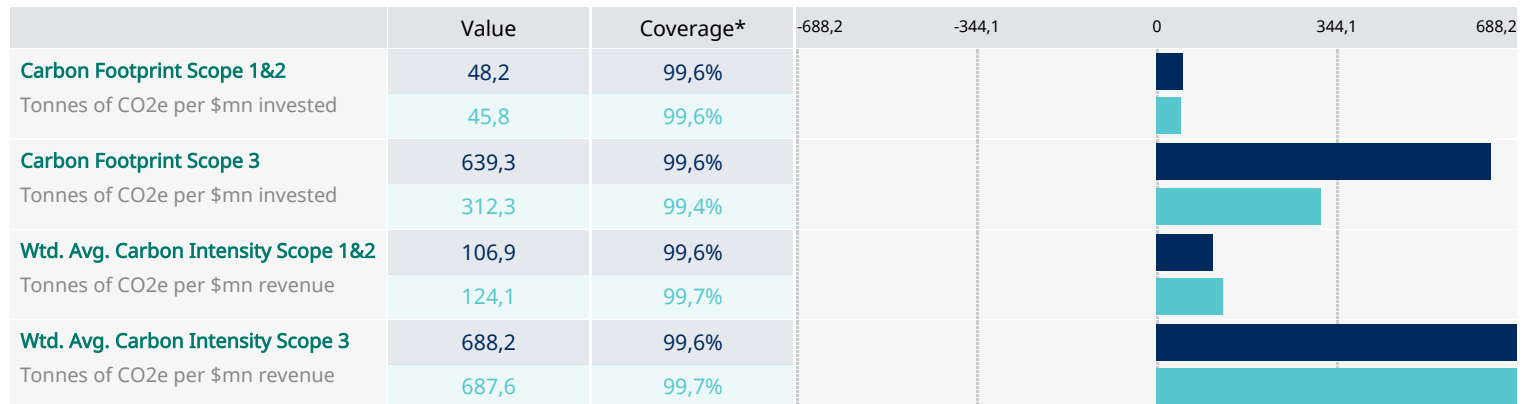 Value Coverage* -688,2 -344,1 0 344,1 688,2
Carbon Footprint Scope 1&2 48,2 99,6%
Tonnes of CO2e per $mn invested 45,8 99,6%
Carbon Footprint Scope 3 639,3 99,6%
Tonnes of CO2e per $mn invested 312,3 99,4%
Wtd. Avg. Carbon Intensity Scope 1&2 106,9 99,6%
Tonnes of CO2e per $mn revenue 124,1 99,7%
Wtd. Avg. Carbon Intensity Scope 3 688,2 99,6%
Tonnes of CO2e per $mn revenue 687,6 99,7%